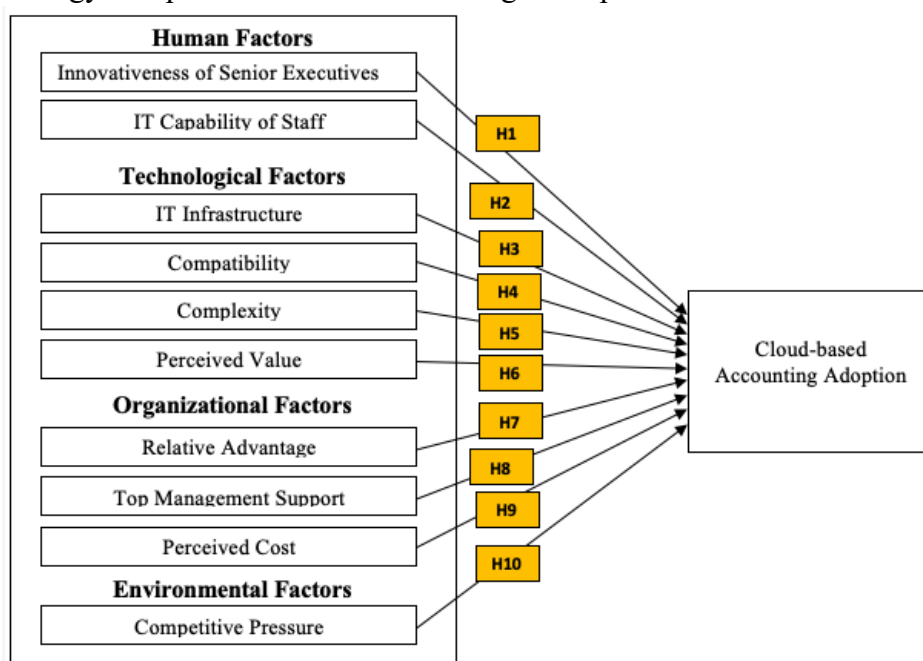 Human Factors
Innovativeness of Senior Executives
IT Capability of Staff
Technological Factors
IT Infrastructure
Compatibility
Complexity
Perceived Value
Organizational Factors
Relative Advantage
Top Management Support
Perceived Cost
Environmental Factors
Competitive Pressure
H1
H2
H3
H4
H5
H6
H7
H8
H9
H10
Cloud-based
Accounting Adoption